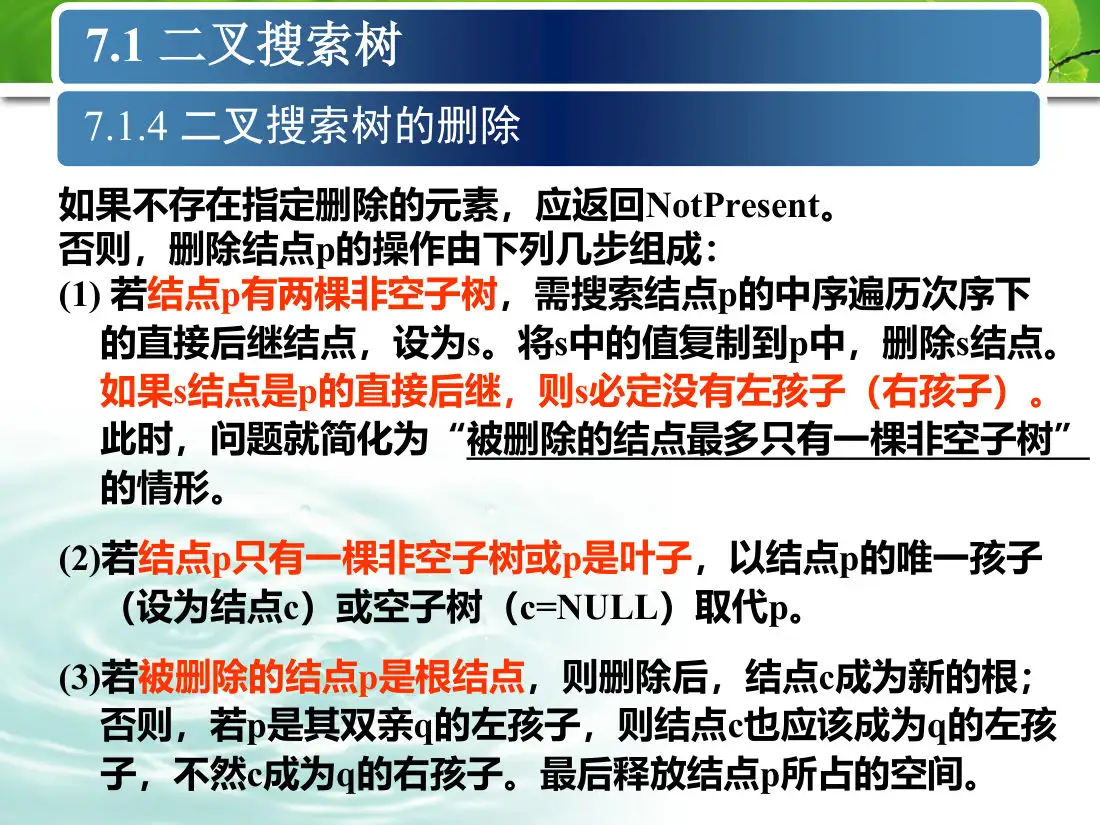 7.1 二叉搜索树
7.1.4 二叉搜索树的删除
如果不存在指定删除的元素，应返回NotPresent。
否则，删除结点p的操作由下列几步组成：
(1) 若结点p有两棵非空子树，需搜索结点p的中序遍历次序下
的直接后继结点，设为s。将s中的值复制到p中，删除s结点。
如果s结点是p的直接后继，则s必定没有左孩子（右孩子）。
此时，问题就简化为“被删除的结点最多只有一棵非空子树”
的情形。
(2)若结点p只有一棵非空子树或p是叶子，以结点p的唯一孩子
（设为结点c）或空子树（c=NULL）取代p。
(3)若被删除的结点p是根结点，则删除后，结点c成为新的根；
否则，若p是其双亲q的左孩子，则结点c也应该成为q的左孩
子，不然c成为q的右孩子。最后释放结点p所占的空间。